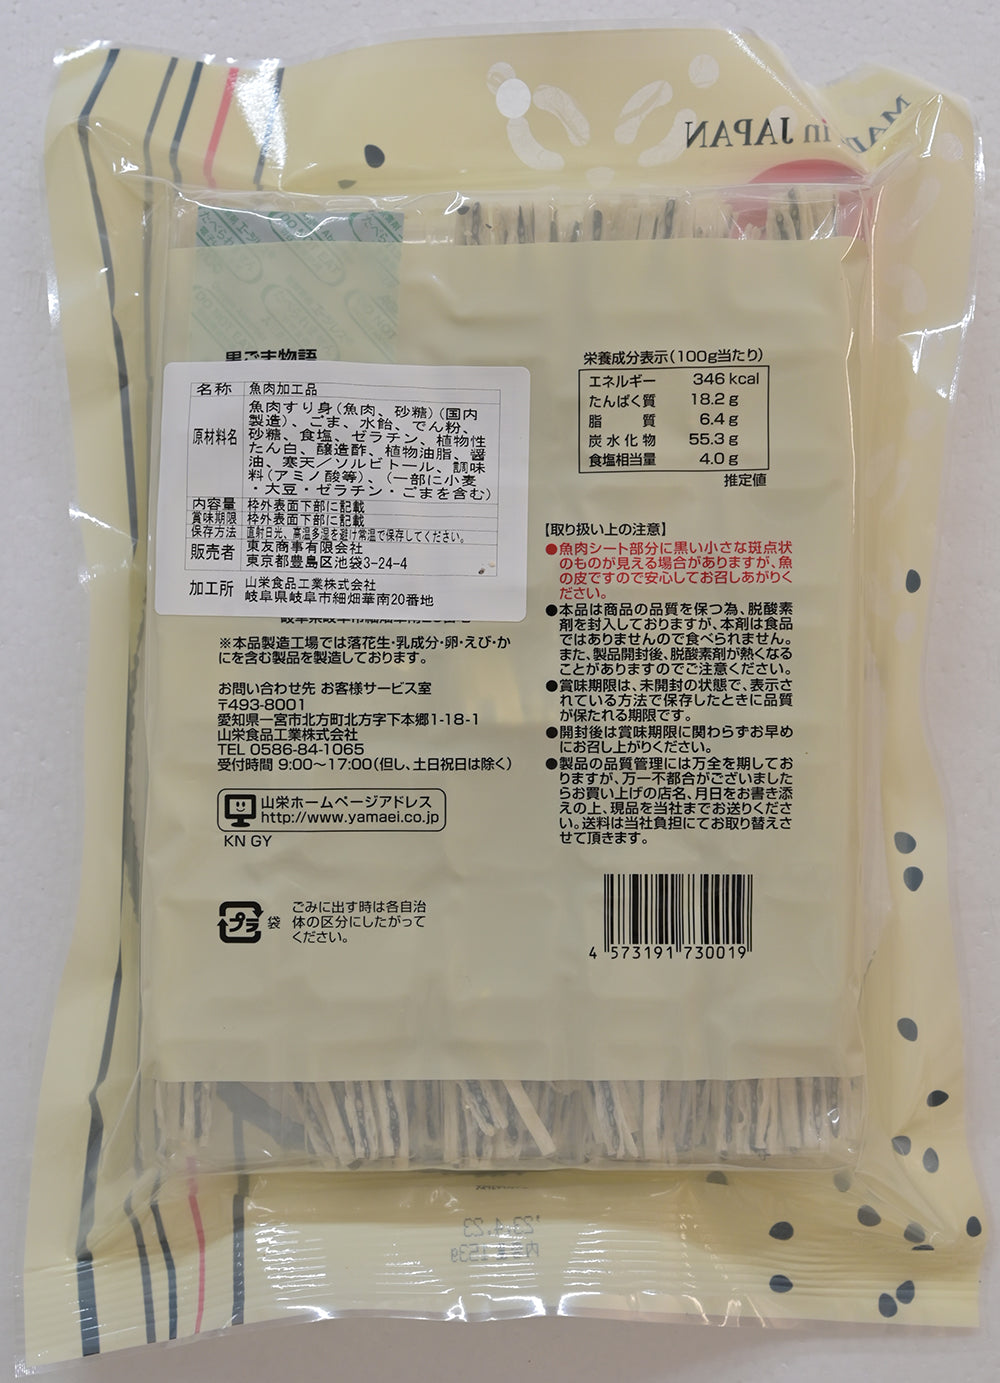 MADE in JAPAN
黒ごま物語
名称 魚肉加工品
原材料名
魚肉すり身(魚肉、砂糖)(国内
製造)、ごま、水飴、でん粉、
砂糖、食塩、ゼラチン、植物性
たん白、醸造酢、植物油脂、醤
油、寒天/ソルビトール、調味
料(アミノ酸等)、(一部に小麦
・大豆・ゼラチン・ごまを含む)
内容量 枠外表面下部に記載
賞味期限 枠外表面下部に記載
保存方法 直射日光、高温多湿を避け常温で保存してください。
販売者 東友商事有限会社
東京都豊島区池袋3-24-4
加工所 山栄食品工業株式会社
岐阜県岐阜市細畑華南20番地
※本品製造工場では落花生・乳成分・卵・えび・か
にを含む製品を製造しております。
お問い合わせ先 お客様サービス室
〒493-8001
愛知県一宮市北方町北方字下本郷1-18-1
山栄食品工業株式会社
TEL 0586-84-1065
受付時間 9:00〜17:00(但し、土日祝日は除く)
山栄ホームページアドレス
http://www.yamaei.co.jp
KN GY
プラ 袋
ごみに出す時は各自治
体の区分にしたがって
ください。
栄養成分表示(100g当たり)
エネルギー 346 kcal
たんぱく質 18.2 g
脂質 6.4 g
炭水化物 55.3 g
食塩相当量 4.0 g
推定値
【取り扱い上の注意】
●魚肉シート部分に黒い小さな斑点状
のものが見える場合がありますが、魚
の皮ですので安心してお召しあがりく
ださい。
●本品は商品の品質を保つ為、脱酸素
剤を封入しておりますが、本剤は食品
ではありませんので食べられません。
また、製品開封後、脱酸素剤が熱くなる
ことがありますのでご注意ください。
●賞味期限は、未開封の状態で、表示さ
れている方法で保存したときに品質
が保たれる期限です。
●開封後は賞味期限に関わらずお早め
にお召し上がりください。
●製品の品質管理には万全を期してお
りますが、万一不都合がございました
らお買い上げの店名、月日をお書き添
えの上、現品を当社までお送りくださ
い。送料は当社負担にてお取り替えさ
せて頂きます。
4 573191 730019
'23.4.23
内容量153g